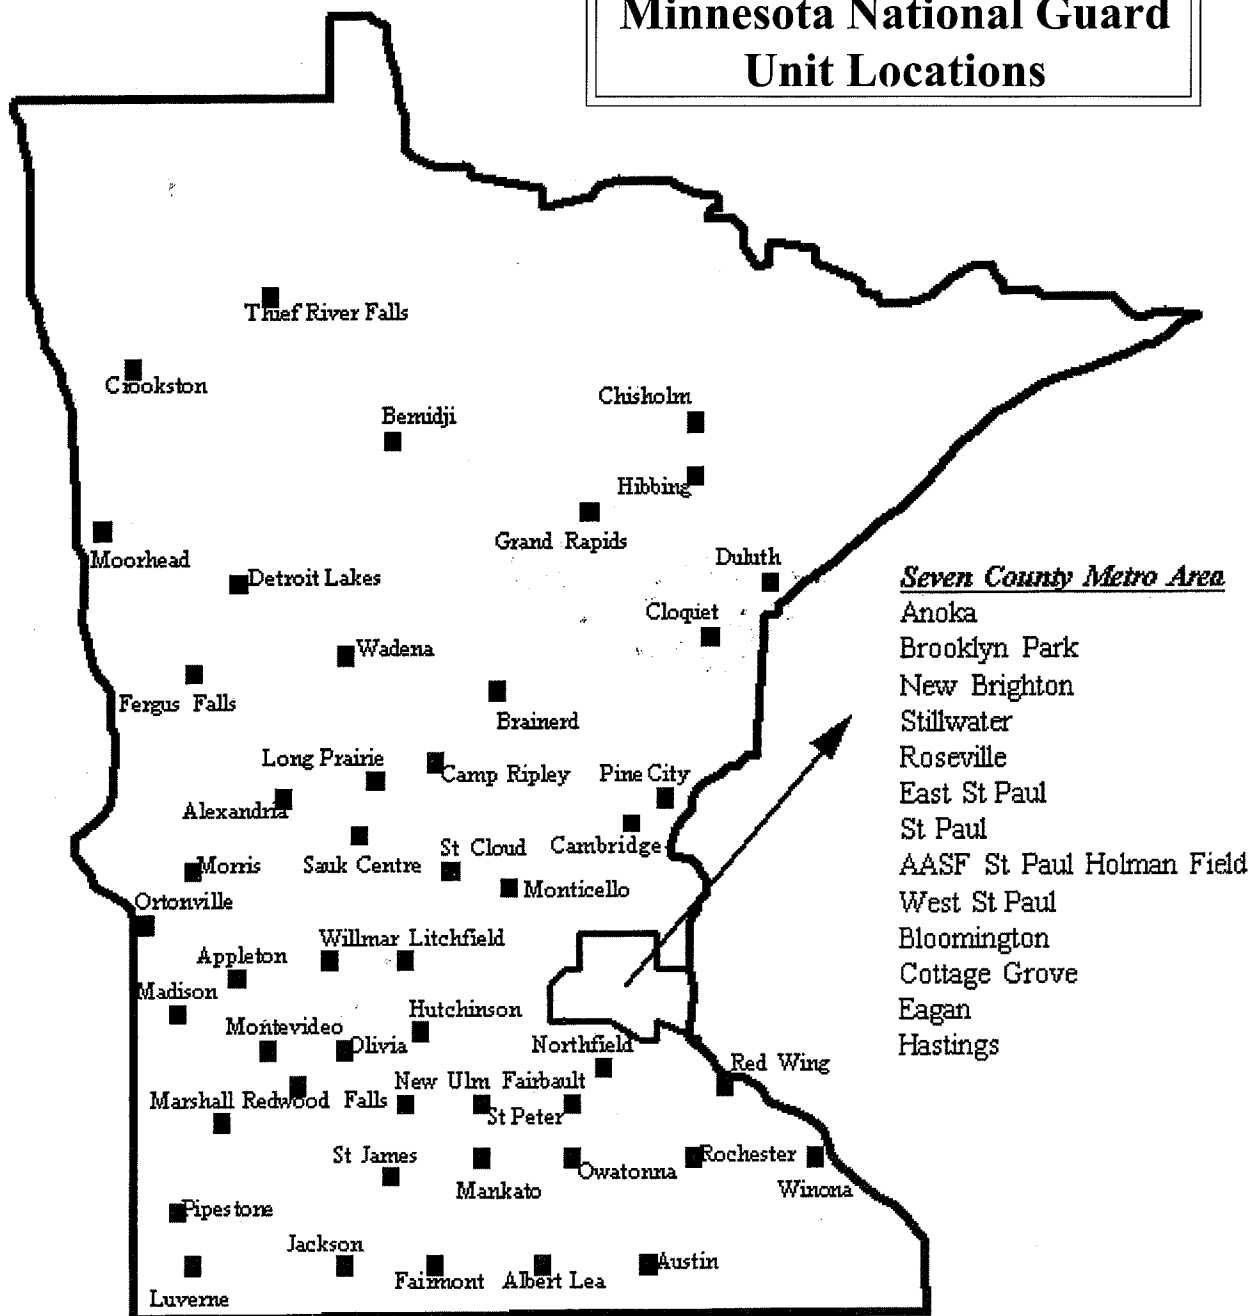 Minnesota National Guard
Unit Locations
Thief River Falls
Crookston
Chisholm
Bemidji
Hibbing
Grand Rapids
Moorhead
Duluth
Detroit Lakes
Cloquet
Wadena
Fergus Falls
Brainerd
Long Prairie
Camp Ripley
Pine City
Alexandria
Sauk Centre
St Cloud
Cambridge
Morris
Monticello
Ortonville
Willmar
Litchfield
Appleton
Madison
Hutchinson
Montevideo
Olivia
Northfield
Red Wing
New Ulm
Fairbault
Marshall
Redwood Falls
St Peter
St James
Owatonna
Rochester
Mankato
Winona
Pipestone
Jackson
Fairmont
Albert Lea
Austin
Luverne
Seven County Metro Area
Anoka
Brooklyn Park
New Brighton
Stillwater
Roseville
East St Paul
St Paul
AASF St Paul Holman Field
West St Paul
Bloomington
Cottage Grove
Eagan
Hastings